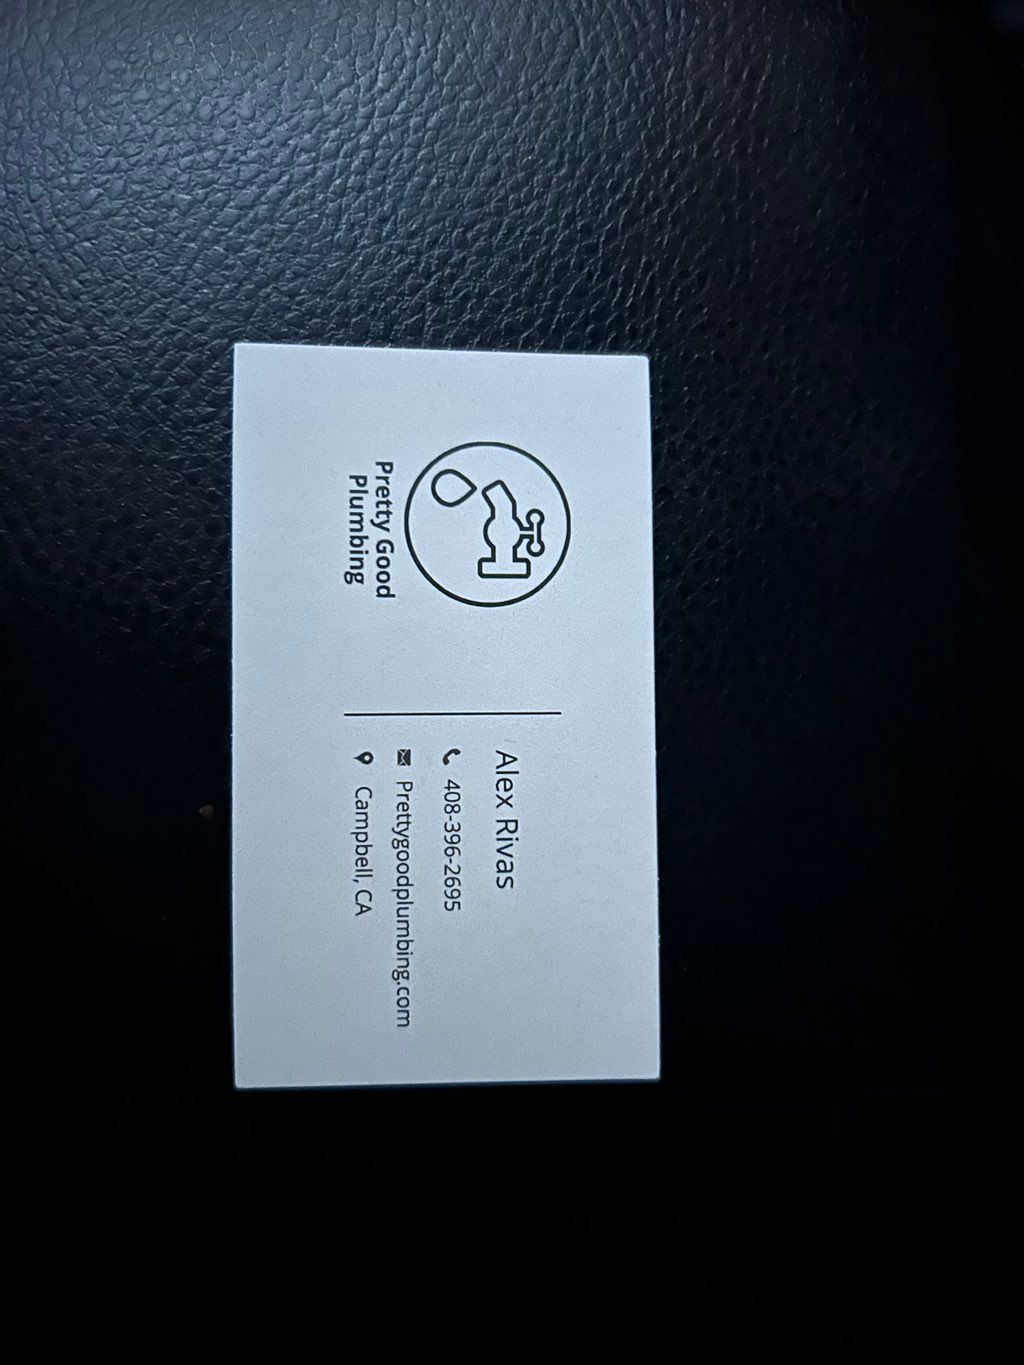 Pretty Good
Plumbing
Alex Rivas
408-396-2695
Prettygoodplumbing.com
Campbell, CA